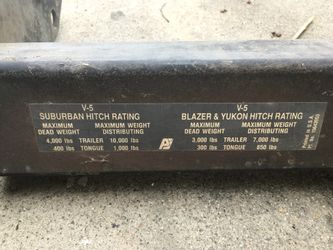 V-5
SUBURBAN HITCH RATING
MAXIMUM MAXIMUM WEIGHT
DEAD WEIGHT DISTRIBUTING
4,000 lbs TRAILER 10,000 lbs
400 lbs TONGUE 1,000 lbs
V-5
BLAZER & YUKON HITCH RATING
MAXIMUM MAXIMUM WEIGHT
DEAD WEIGHT DISTRIBUTING
3,000 lbs TRAILER 7,000 lbs
300 lbs TONGUE 850 lbs
MADE IN U.S.A.